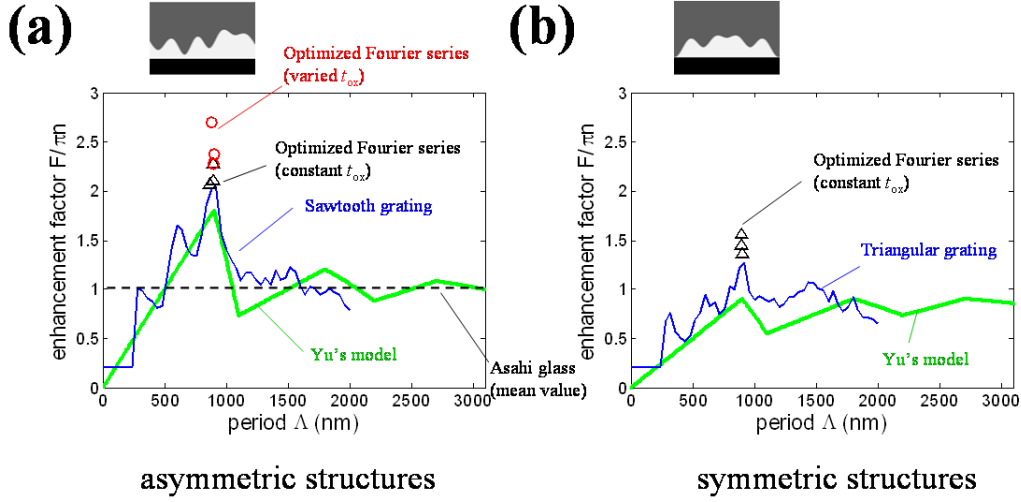 (a)
Optimized Fourier series
(varied tox)
Optimized Fourier series
(constant tox)
Sawtooth grating
Yu's model
Asahi glass
(mean value)
enhancement factor F/πn
3
2.5
2
1.5
1
0.5
0
0 500 1000 1500 2000 2500 3000
period Λ (nm)
asymmetric structures
(b)
Optimized Fourier series
(constant tox)
Triangular grating
Yu's model
enhancement factor F/πn
3
2.5
2
1.5
1
0.5
0
0 500 1000 1500 2000 2500 3000
period Λ (nm)
symmetric structures